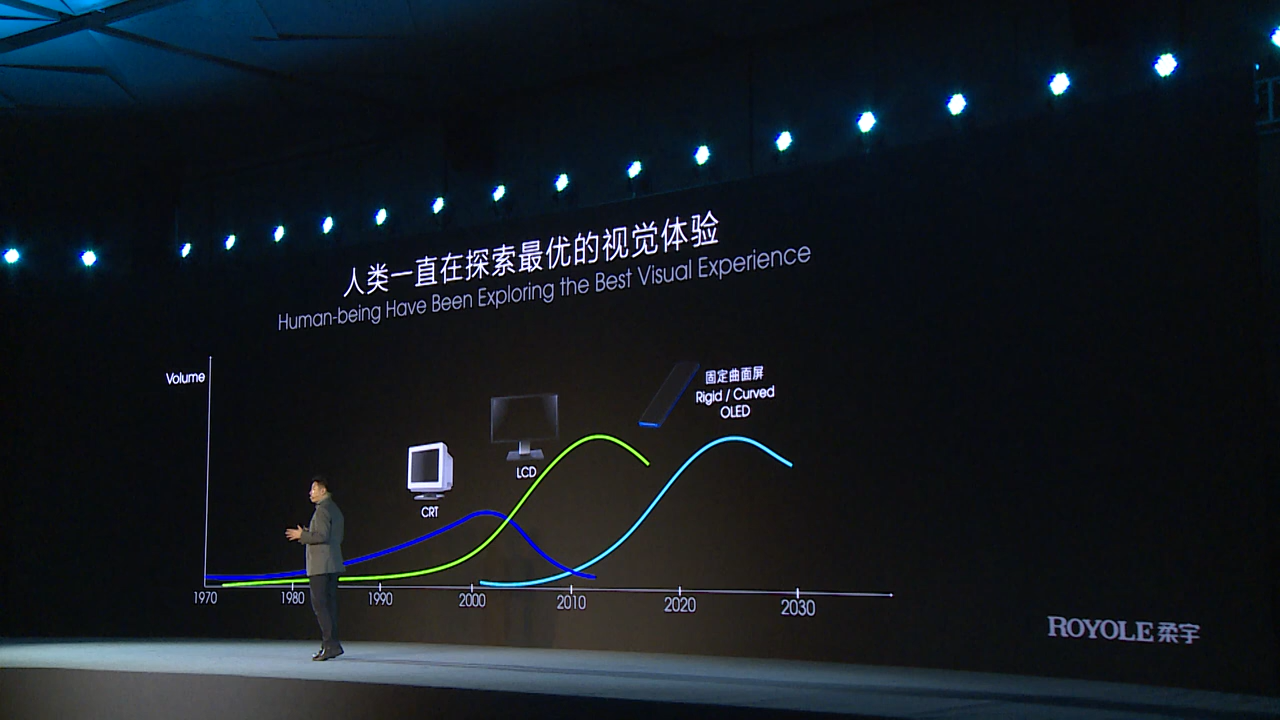 人类一直在探索最优的视觉体验
Human-being Have Been Exploring the Best Visual Experience
Volume
固定曲面屏
Rigid / Curved
OLED
LCD
CRT
1970 1980 1990 2000 2010 2020 2030
ROYOLE柔宇